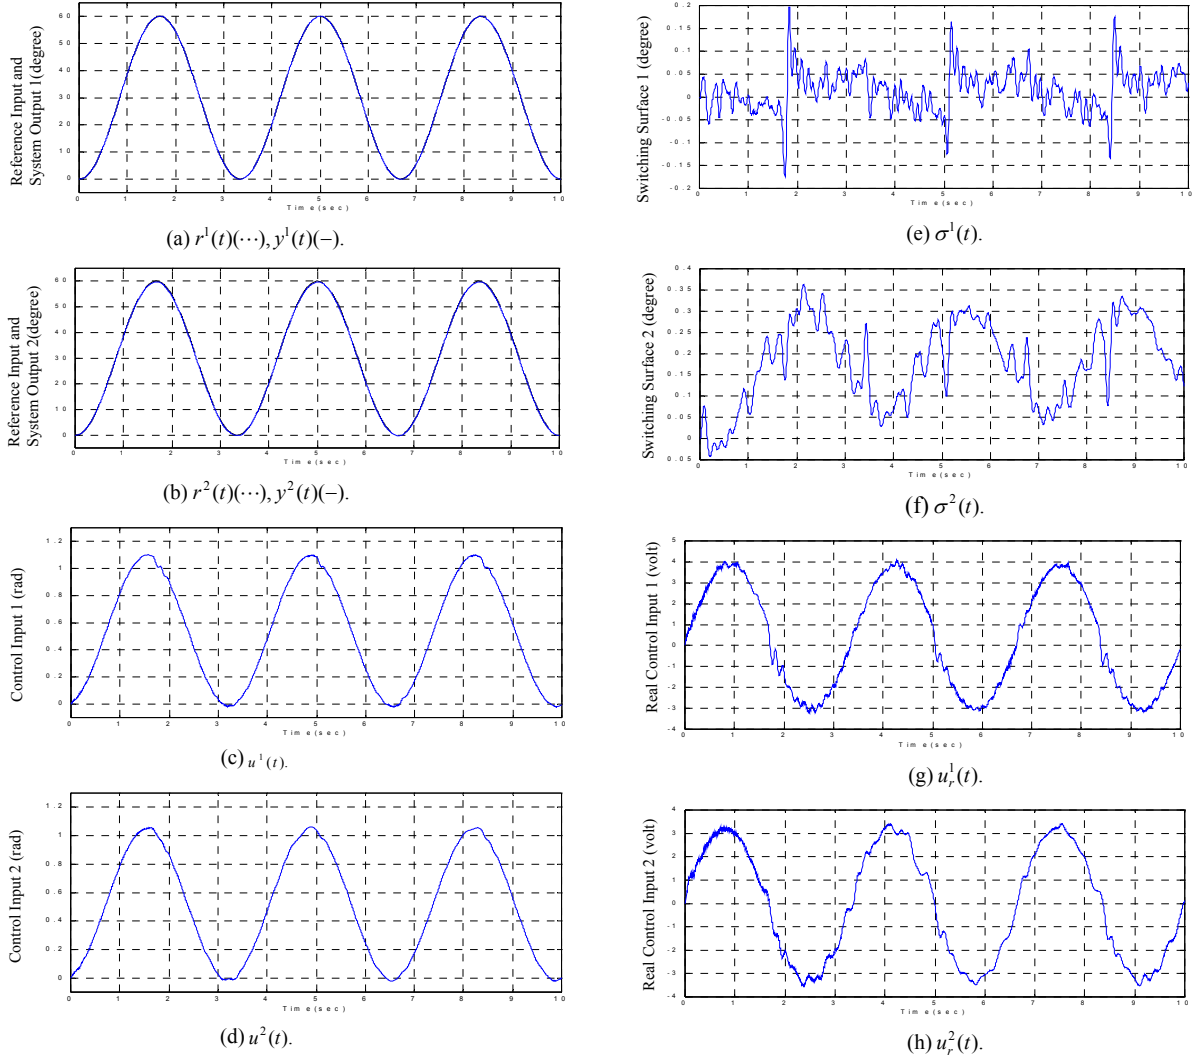 Reference Input and
System Output 1(degree)
60
50
40
30
20
10
0
0 1 2 3 4 5 6 7 8 9 10
Time(sec)
(a) r¹(t)(⋯), y¹(t)(−).
Reference Input and
System Output 2(degree)
60
50
40
30
20
10
0
0 1 2 3 4 5 6 7 8 9 10
Time(sec)
(b) r²(t)(⋯), y²(t)(−).
Control Input 1 (rad)
1.2
1
0.8
0.6
0.4
0.2
0
0 1 2 3 4 5 6 7 8 9 10
Time(sec)
(c) u¹(t).
Control Input 2 (rad)
1.2
1
0.8
0.6
0.4
0.2
0
0 1 2 3 4 5 6 7 8 9 10
Time(sec)
(d) u²(t).
Switching Surface 1 (degree)
0.2
0.15
0.1
0.05
0
-0.05
-0.1
-0.15
-0.2
0 1 2 3 4 5 6 7 8 9 10
Time(sec)
(e) σ¹(t).
Switching Surface 2 (degree)
0.4
0.35
0.3
0.25
0.2
0.15
0.1
0.05
0
0.05
0 1 2 3 4 5 6 7 8 9 10
Time(sec)
(f) σ²(t).
Real Control Input 1 (volt)
5
4
3
2
1
0
-1
-2
-3
-4
0 1 2 3 4 5 6 7 8 9 10
Time(sec)
(g) u_r¹(t).
Real Control Input 2 (volt)
4
3
2
1
0
-1
-2
-3
-4
0 1 2 3 4 5 6 7 8 9 10
Time(sec)
(h) u_r²(t).